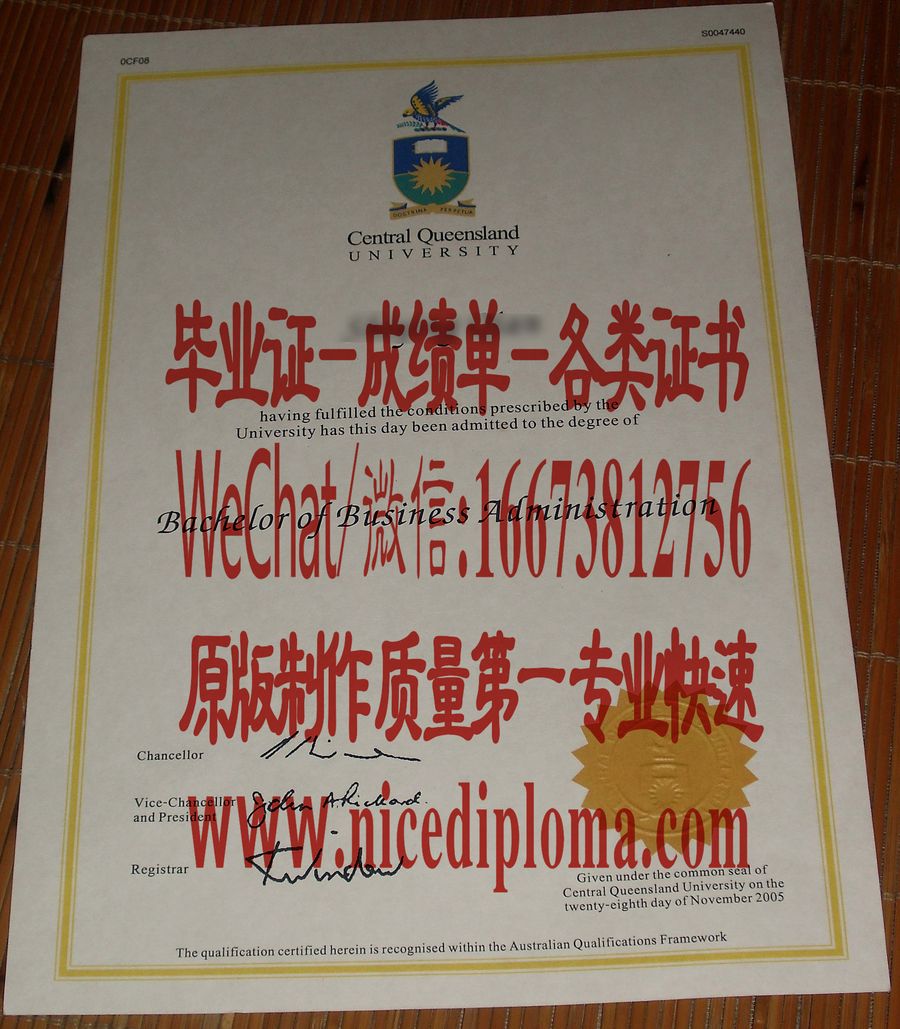 0CF08
S0047440
DOCTRINA PERPETUA
Central Queensland
UNIVERSITY
毕业证一成绩单一各类证书
having fulfilled the conditions prescribed by the
University has this day been admitted to the degree of
WeChat/微信:16673812756
Bachelor of Business Administration
原版制作质量第一专业快速
Chancellor
Vice-Chancellor
and President
John A Rickard.
www.nicediploma.com
Registrar
Given under the common seal of
Central Queensland University on the
twenty-eighth day of November 2005
The qualification certified herein is recognised within the Australian Qualifications Framework